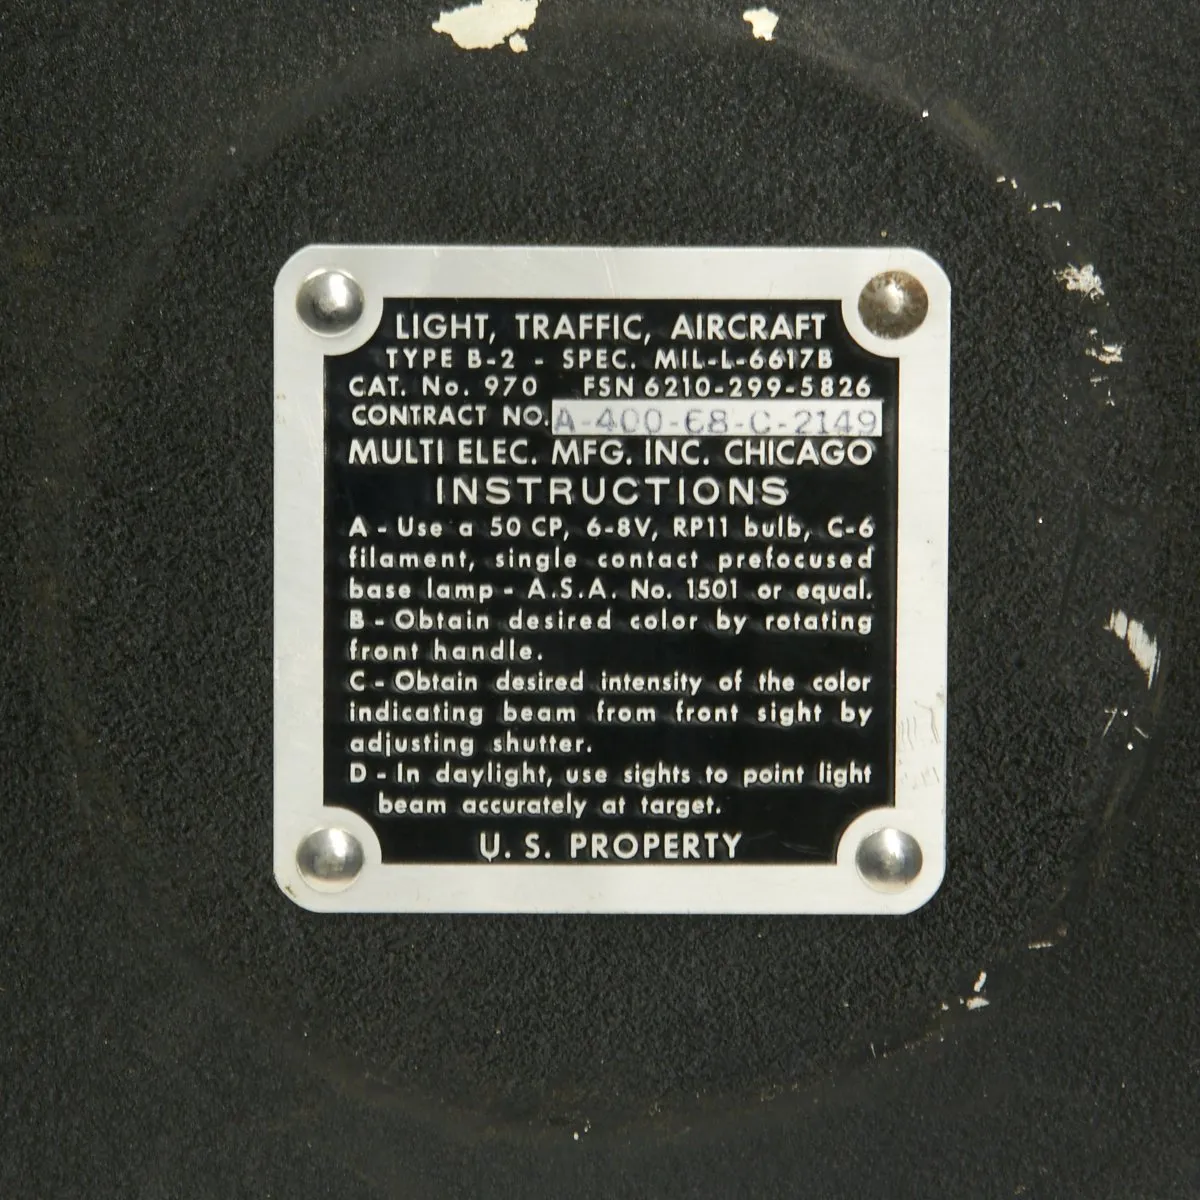 LIGHT, TRAFFIC, AIRCRAFT
TYPE B-2 - SPEC. MIL-L-6617B
CAT. No. 970 FSN 6210-299-5826
CONTRACT NO. A-400-68-C-2149
MULTI ELEC. MFG. INC. CHICAGO
INSTRUCTIONS
A - Use a 50 CP, 6-8V, RP11 bulb, C-6
filament, single contact prefocused
base lamp - A.S.A. No. 1501 or equal.
B - Obtain desired color by rotating
front handle.
C - Obtain desired intensity of the color
indicating beam from front sight by
adjusting shutter.
D - In daylight, use sights to point light
beam accurately at target.
U. S. PROPERTY